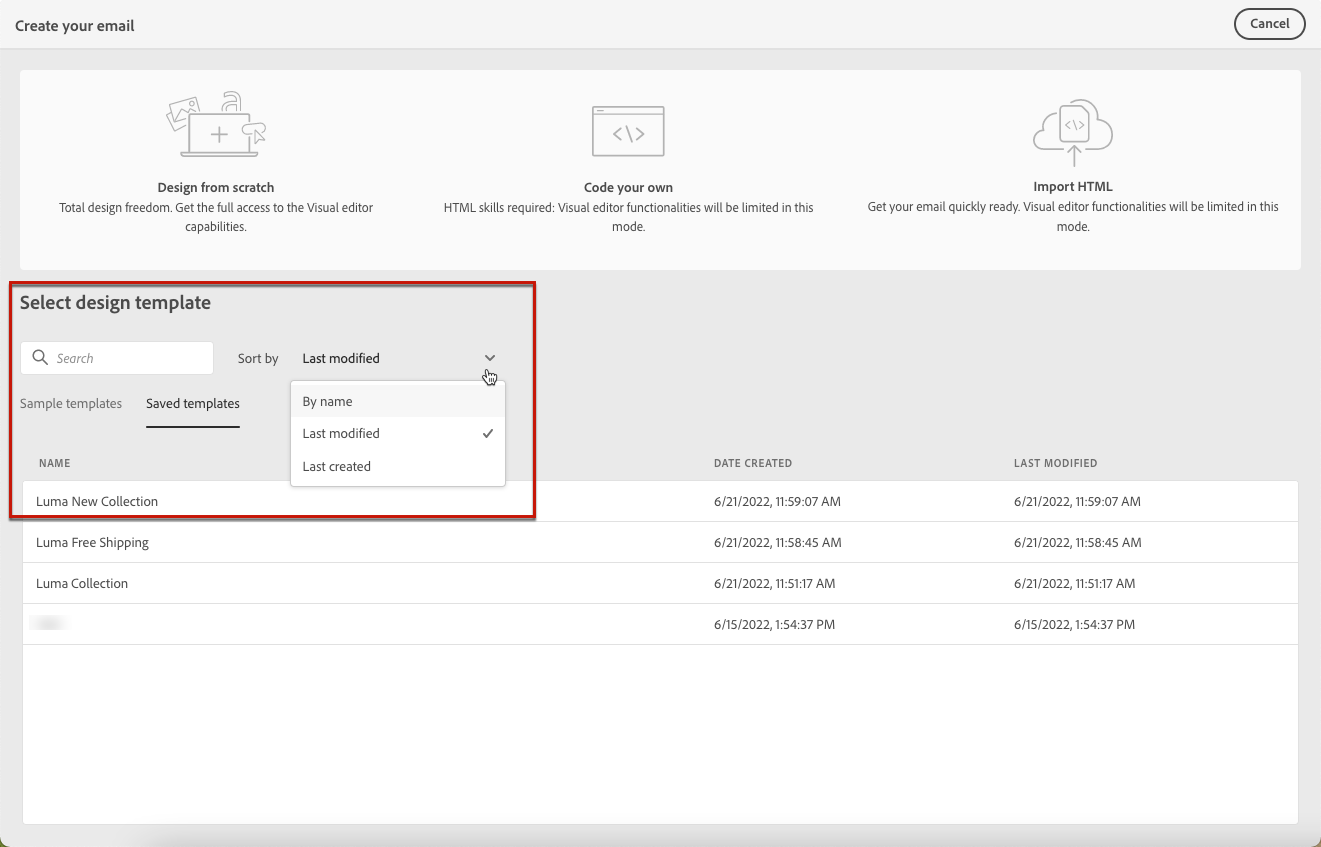 Create your email
Cancel
Design from scratch
Total design freedom. Get the full access to the Visual editor
capabilities.
</>
Code your own
HTML skills required: Visual editor functionalities will be limited in this
mode.
</>
Import HTML
Get your email quickly ready. Visual editor functionalities will be limited in this
mode.
Select design template
Search
Sort by
Last modified
By name
Last modified
Last created
Sample templates
Saved templates
NAME
DATE CREATED
LAST MODIFIED
Luma New Collection
6/21/2022, 11:59:07 AM
6/21/2022, 11:59:07 AM
Luma Free Shipping
6/21/2022, 11:58:45 AM
6/21/2022, 11:58:45 AM
Luma Collection
6/21/2022, 11:51:17 AM
6/21/2022, 11:51:17 AM
6/15/2022, 1:54:37 PM
6/15/2022, 1:54:37 PM